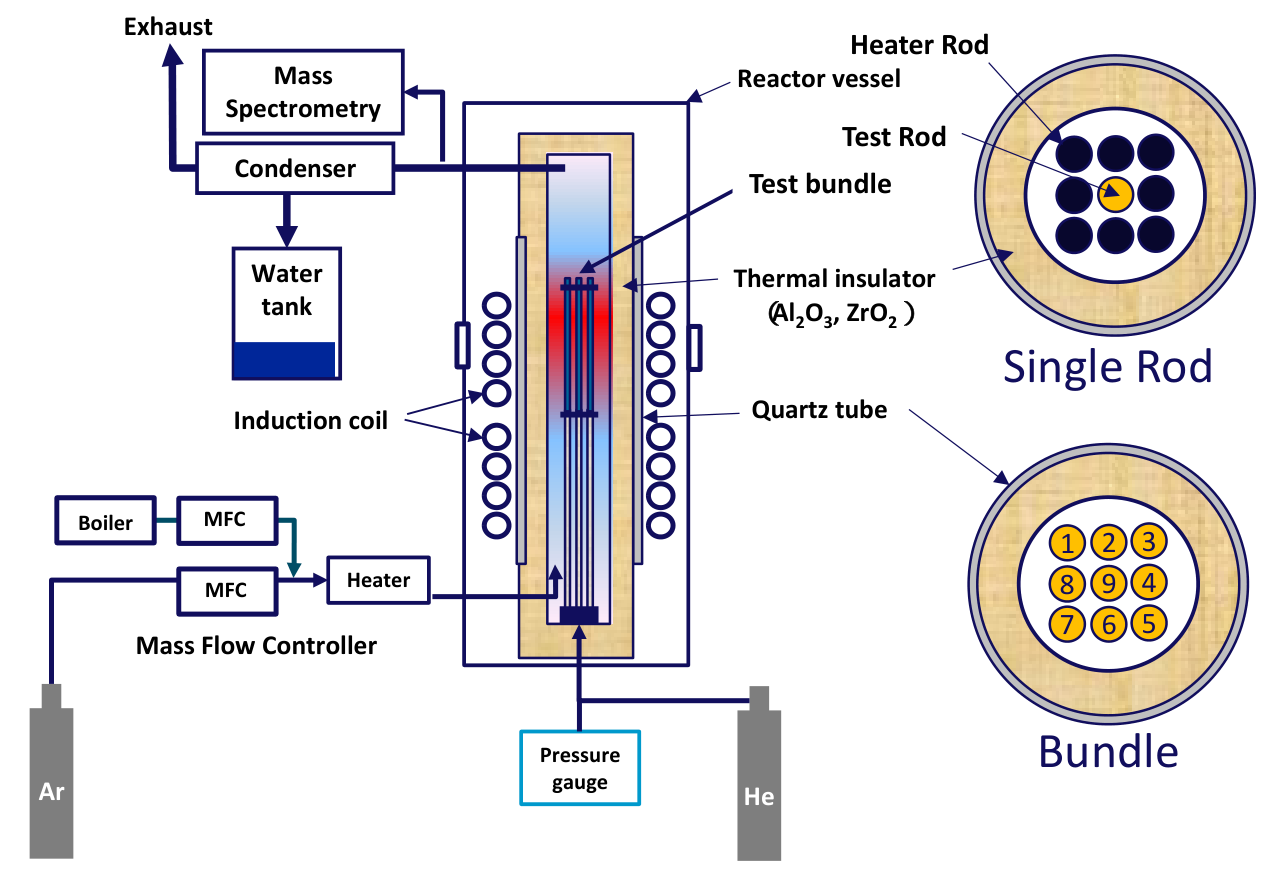 Exhaust
Mass
Spectrometry
Condenser
Water
tank
Induction coil
Boiler
MFC
MFC
Heater
Mass Flow Controller
Ar
Pressure
gauge
He
Reactor vessel
Test bundle
Thermal insulator
(Al₂O₃, ZrO₂ )
Quartz tube
Heater Rod
Test Rod
Single Rod
1 2 3
8 9 4
7 6 5
Bundle